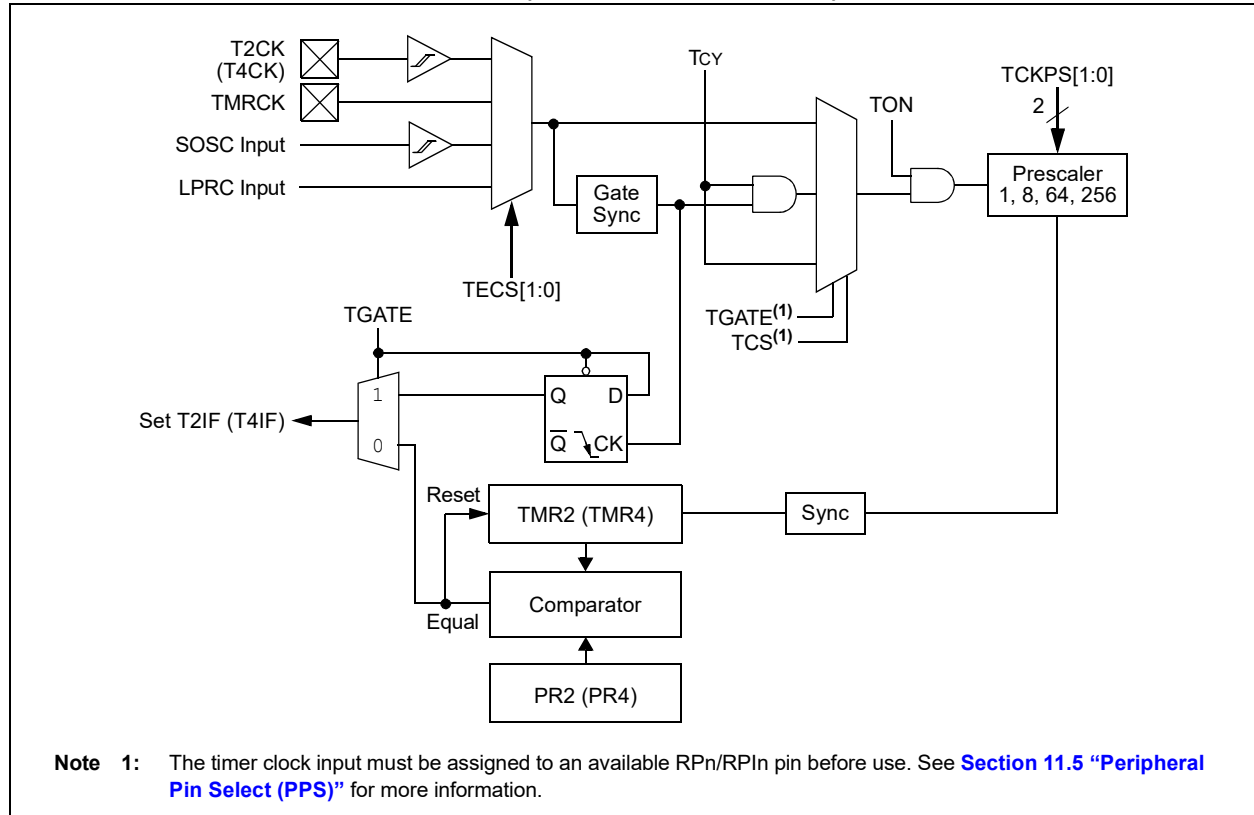 T2CK
(T4CK)
TMRCK
SOSC Input
LPRC Input
TECS[1:0]
Gate
Sync
TCY
TON
TCKPS[1:0]
2
Prescaler
1, 8, 64, 256
TGATE(1)
TCS(1)
TGATE
1
0
Set T2IF (T4IF)
Q
D
Q
CK
Reset
TMR2 (TMR4)
Sync
Equal
Comparator
PR2 (PR4)
Note 1: The timer clock input must be assigned to an available RPn/RPIn pin before use. See Section 11.5 “Peripheral
Pin Select (PPS)” for more information.